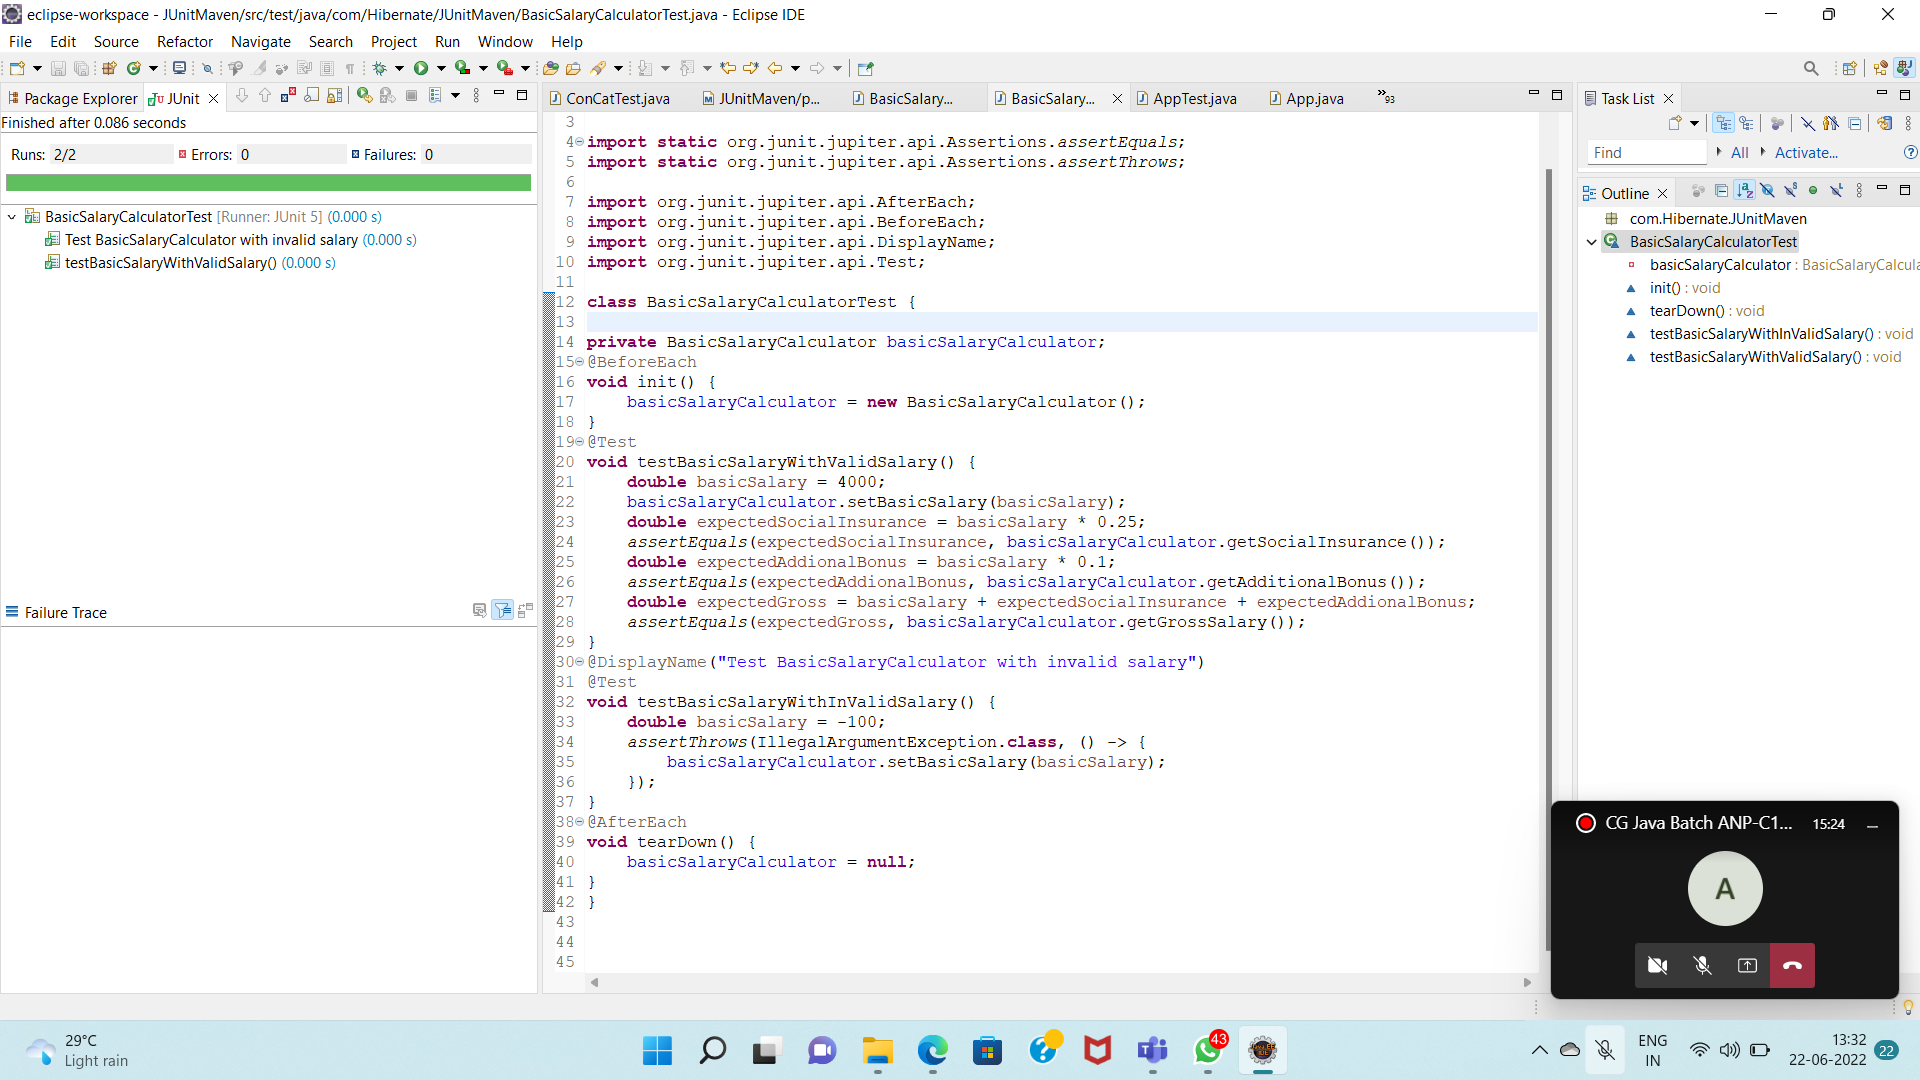 eclipse-workspace - JUnitMaven/src/test/java/com/Hibernate/JUnitMaven/BasicSalaryCalculatorTest.java - Eclipse IDE
File Edit Source Refactor Navigate Search Project Run Window Help
Package Explorer JUnit
Finished after 0.086 seconds
Runs: 2/2 Errors: 0 Failures: 0
BasicSalaryCalculatorTest [Runner: JUnit 5] (0.000 s)
Test BasicSalaryCalculator with invalid salary (0.000 s)
testBasicSalaryWithValidSalary() (0.000 s)
Failure Trace
ConCatTest.java JUnitMaven/p... BasicSalary... BasicSalary... AppTest.java App.java »93
3
4 import static org.junit.jupiter.api.Assertions.assertEquals;
5 import static org.junit.jupiter.api.Assertions.assertThrows;
6
7 import org.junit.jupiter.api.AfterEach;
8 import org.junit.jupiter.api.BeforeEach;
9 import org.junit.jupiter.api.DisplayName;
10 import org.junit.jupiter.api.Test;
11
12 class BasicSalaryCalculatorTest {
13
14 private BasicSalaryCalculator basicSalaryCalculator;
15 @BeforeEach
16 void init() {
17 basicSalaryCalculator = new BasicSalaryCalculator();
18 }
19 @Test
20 void testBasicSalaryWithValidSalary() {
21 double basicSalary = 4000;
22 basicSalaryCalculator.setBasicSalary(basicSalary);
23 double expectedSocialInsurance = basicSalary * 0.25;
24 assertEquals(expectedSocialInsurance, basicSalaryCalculator.getSocialInsurance());
25 double expectedAddionalBonus = basicSalary * 0.1;
26 assertEquals(expectedAddionalBonus, basicSalaryCalculator.getAdditionalBonus());
27 double expectedGross = basicSalary + expectedSocialInsurance + expectedAddionalBonus;
28 assertEquals(expectedGross, basicSalaryCalculator.getGrossSalary());
29 }
30 @DisplayName("Test BasicSalaryCalculator with invalid salary")
31 @Test
32 void testBasicSalaryWithInValidSalary() {
33 double basicSalary = -100;
34 assertThrows(IllegalArgumentException.class, () -> {
35 basicSalaryCalculator.setBasicSalary(basicSalary);
36 });
37 }
38 @AfterEach
39 void tearDown() {
40 basicSalaryCalculator = null;
41 }
42 }
43
44
45
Task List
Find All Activate...
Outline
com.Hibernate.JUnitMaven
BasicSalaryCalculatorTest
basicSalaryCalculator : BasicSalaryCalcula
init() : void
tearDown() : void
testBasicSalaryWithInValidSalary() : void
testBasicSalaryWithValidSalary() : void
CG Java Batch ANP-C1... 15:24
A
29°C
Light rain
43
ENG
IN
13:32
22-06-2022
22